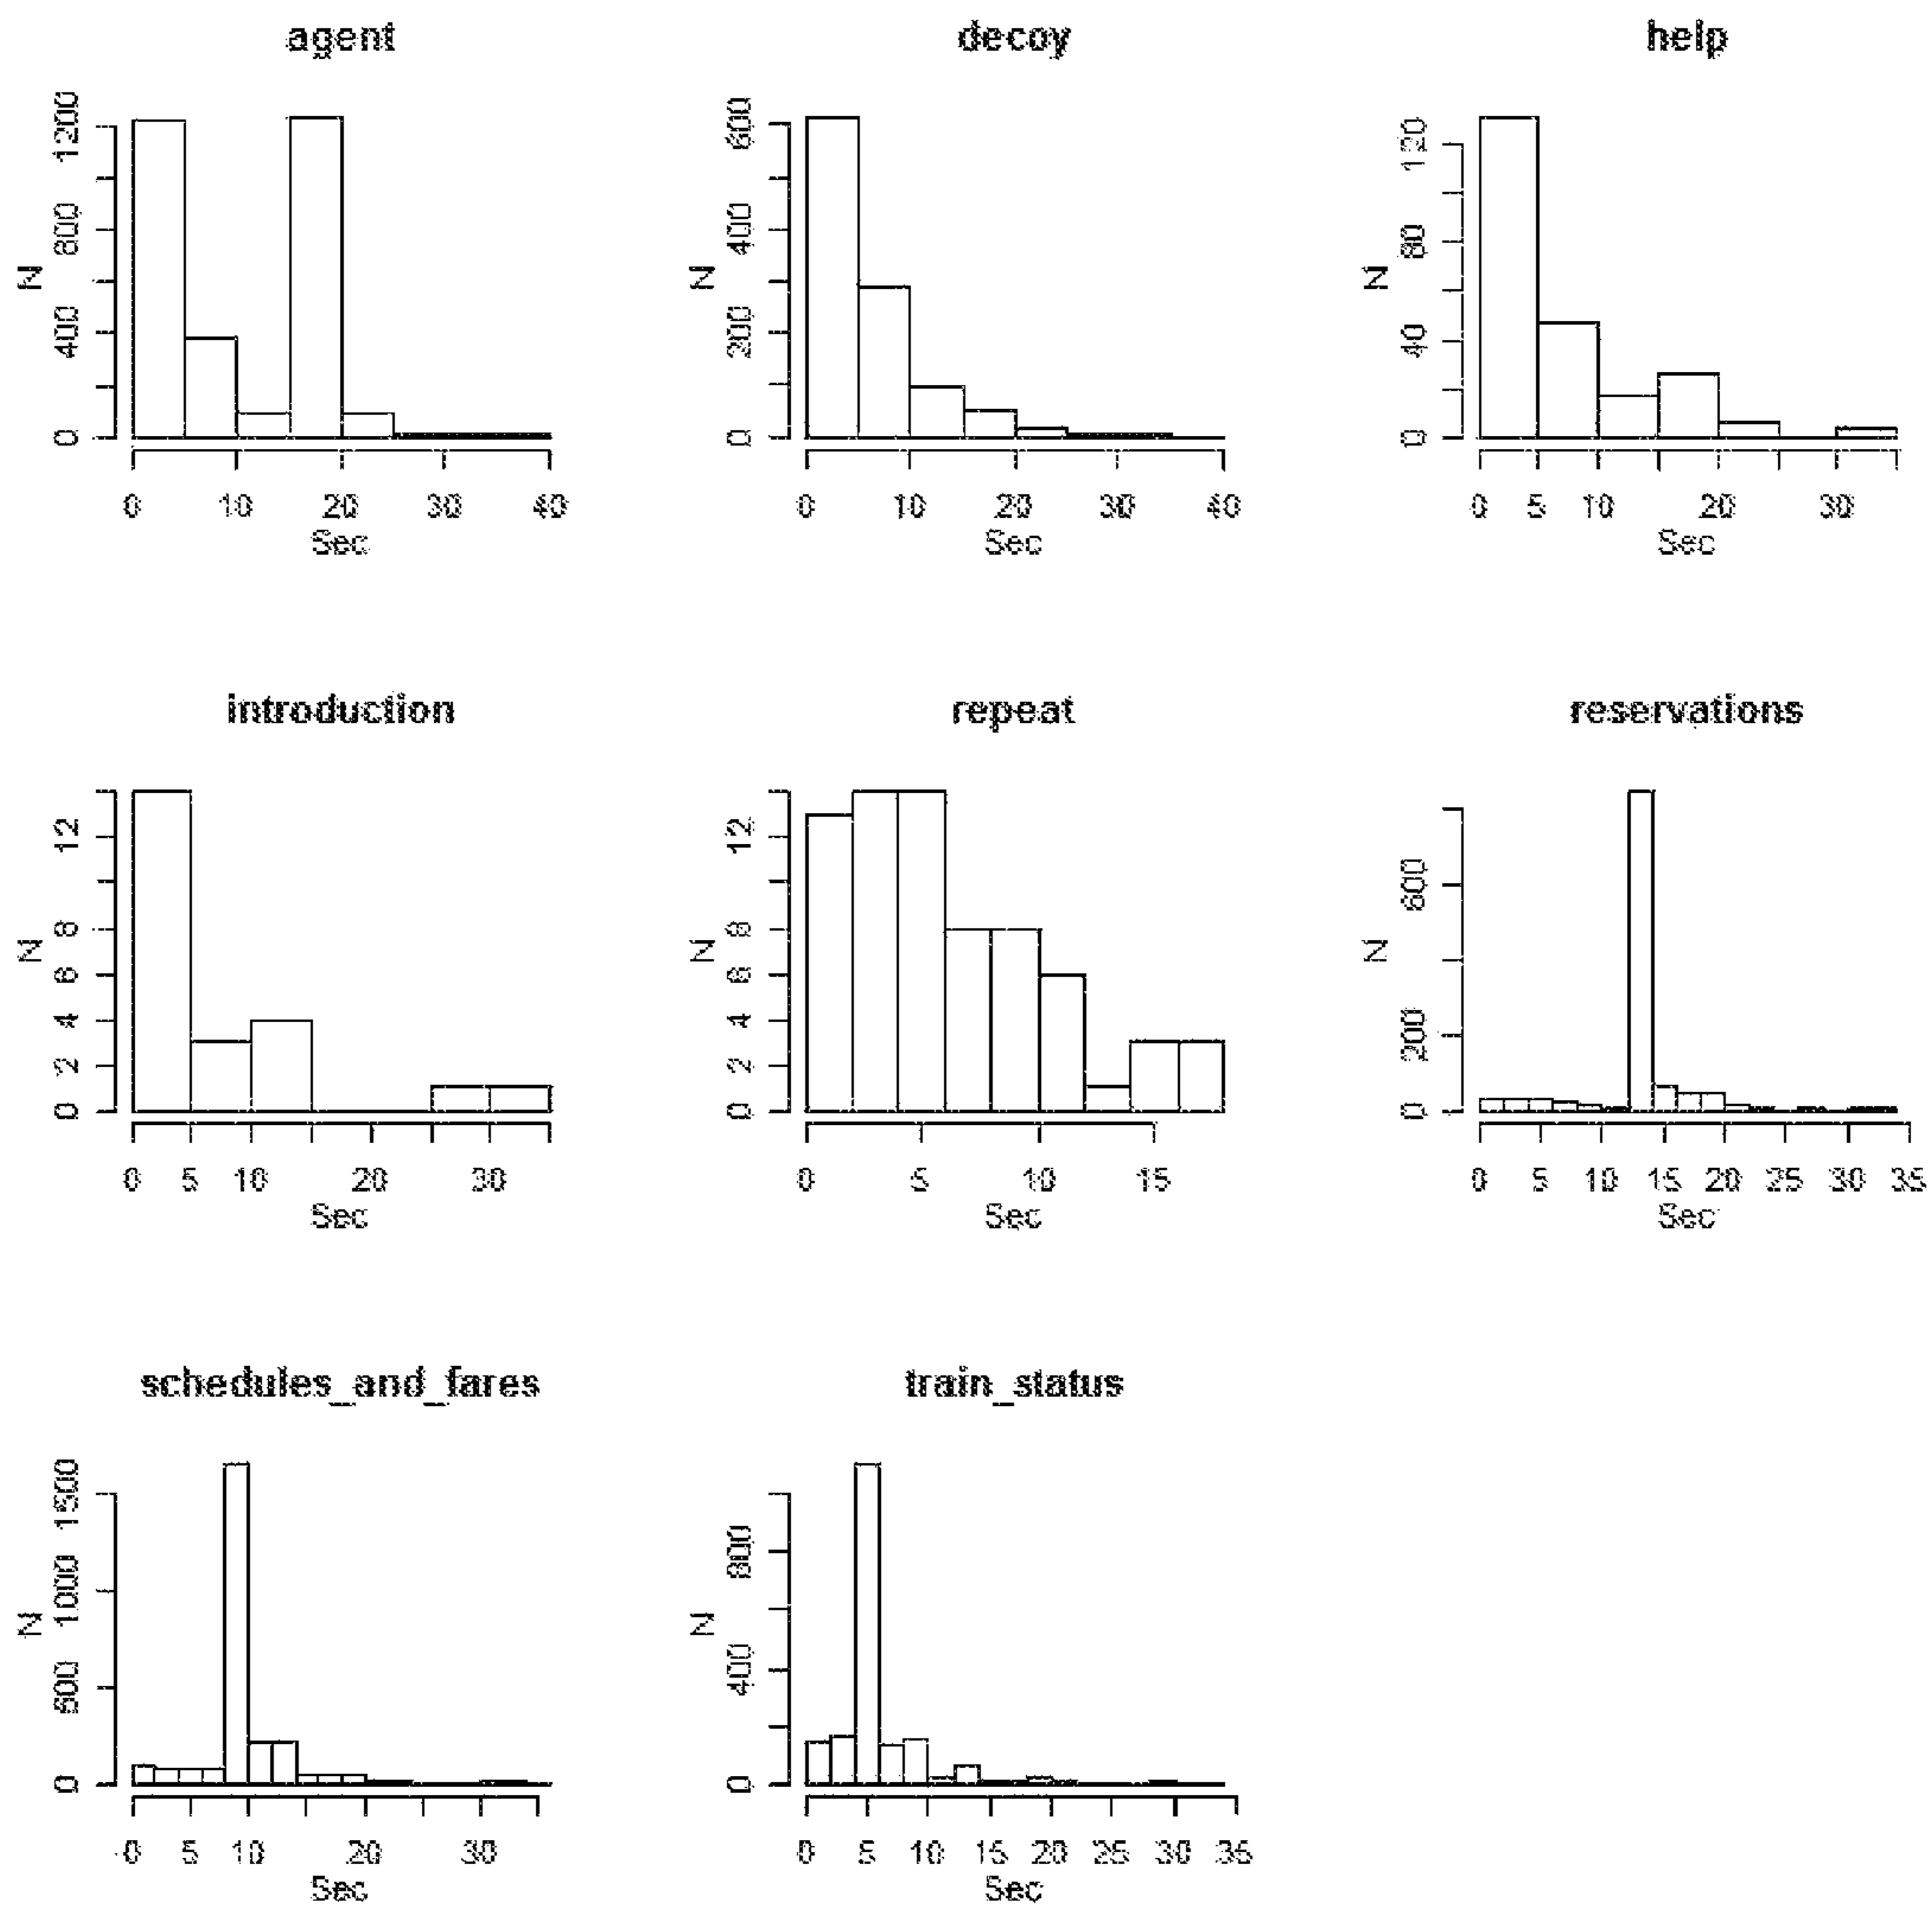 agent
1200
800
400
0
N
0 10 20 30 40
Sec
decoy
600
400
200
0
N
0 10 20 30 40
Sec
help
120
80
40
0
N
0 5 10 20 30
Sec
introduction
12
8
6
4
2
0
N
0 5 10 20 30
Sec
repeat
12
8
6
4
2
0
N
0 5 10 15
Sec
reservations
600
200
0
N
0 5 10 15 20 25 30 35
Sec
schedules_and_fares
1500
1000
500
0
N
0 5 10 20 30
Sec
train_status
800
400
0
N
0 5 10 15 20 25 30 35
Sec